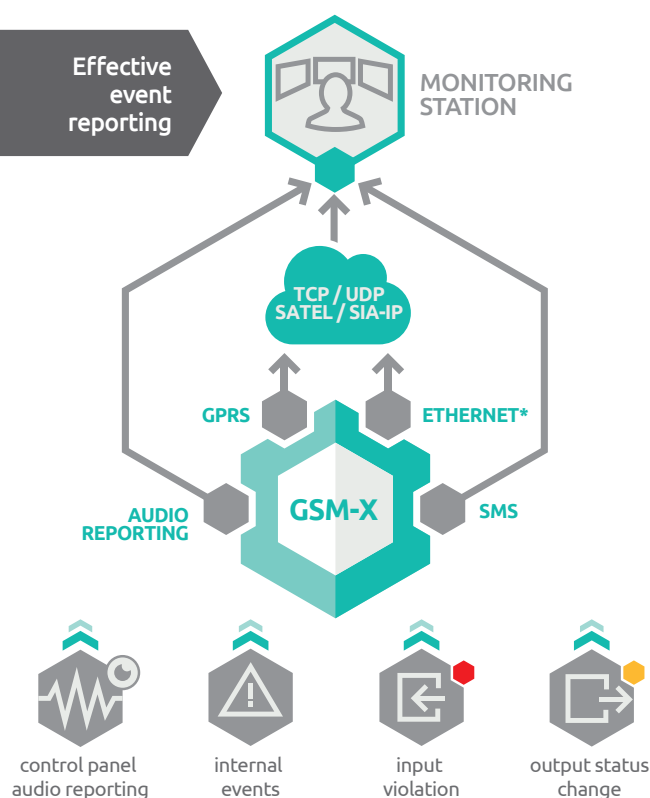 Effective
event
reporting
MONITORING
STATION
TCP / UDP
SATEL / SIA-IP
GPRS
ETHERNET*
AUDIO
REPORTING
GSM-X
SMS
control panel
audio reporting
internal
events
input
violation
output status
change